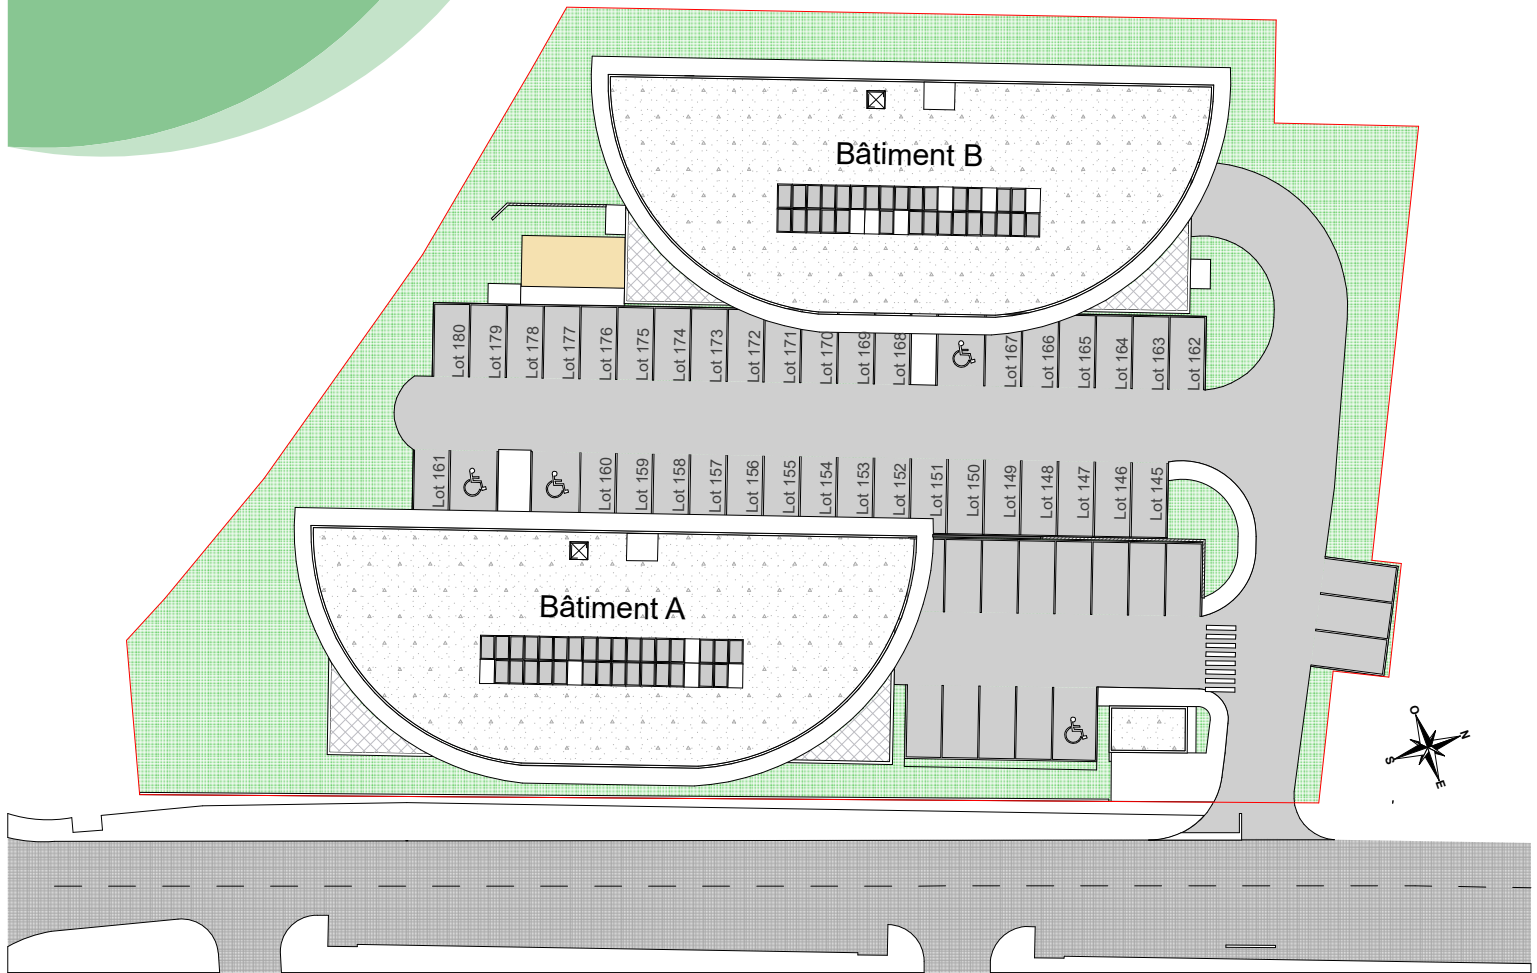 Bâtiment B
Lot 180
Lot 179
Lot 178
Lot 177
Lot 176
Lot 175
Lot 174
Lot 173
Lot 172
Lot 171
Lot 170
Lot 169
Lot 168
Lot 167
Lot 166
Lot 165
Lot 164
Lot 163
Lot 162
Lot 161
Lot 160
Lot 159
Lot 158
Lot 157
Lot 156
Lot 155
Lot 154
Lot 153
Lot 152
Lot 151
Lot 150
Lot 149
Lot 148
Lot 147
Lot 146
Lot 145
Bâtiment A
O
N
S
E